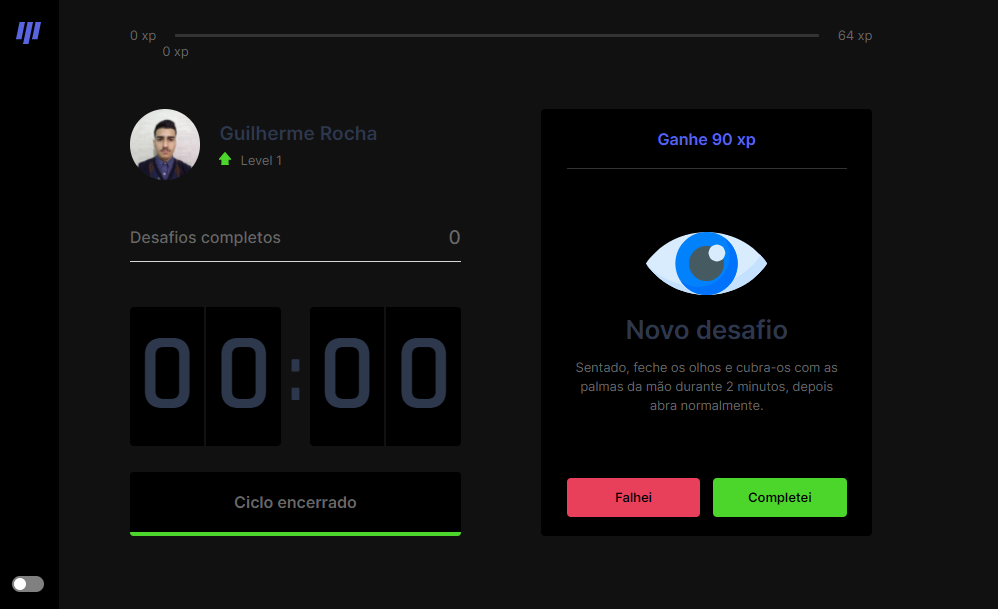 0 xp
64 xp
0 xp
Guilherme Rocha
Level 1
Desafios completos
0
00:00
Ciclo encerrado
Ganhe 90 xp
Novo desafio
Sentado, feche os olhos e cubra-os com as
palmas da mão durante 2 minutos, depois
abra normalmente.
Falhei
Completei